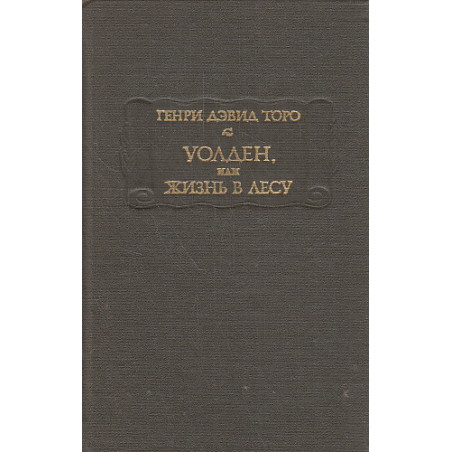 ГЕНРИ ДЭВИД ТОРО
УОЛДЕН,
ИЛИ
ЖИЗНЬ В ЛЕСУ